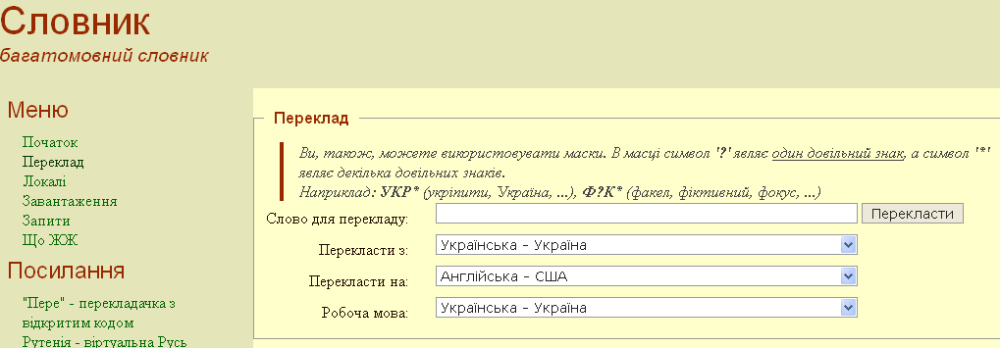 Словник
багатомовний словник
Меню
Початок
Переклад
Локалі
Завантаження
Запити
Що ЖЖ
Посилання
"Пере" - перекладачка з
відкритим кодом
Рутенія - віртуальна Русь
Переклад
Ви, також, можете використовувати маски. В масці символ '?' являє один довільний знак, а символ '*'
являє декілька довільних знаків.
Наприклад: УКР* (укріпити, Україна, ...), Ф?К* (факел, фіктивний, фокус, ...)
Слово для перекладу: Перекласти
Перекласти з: Українська - Україна
Перекласти на: Англійська - США
Робоча мова: Українська - Україна